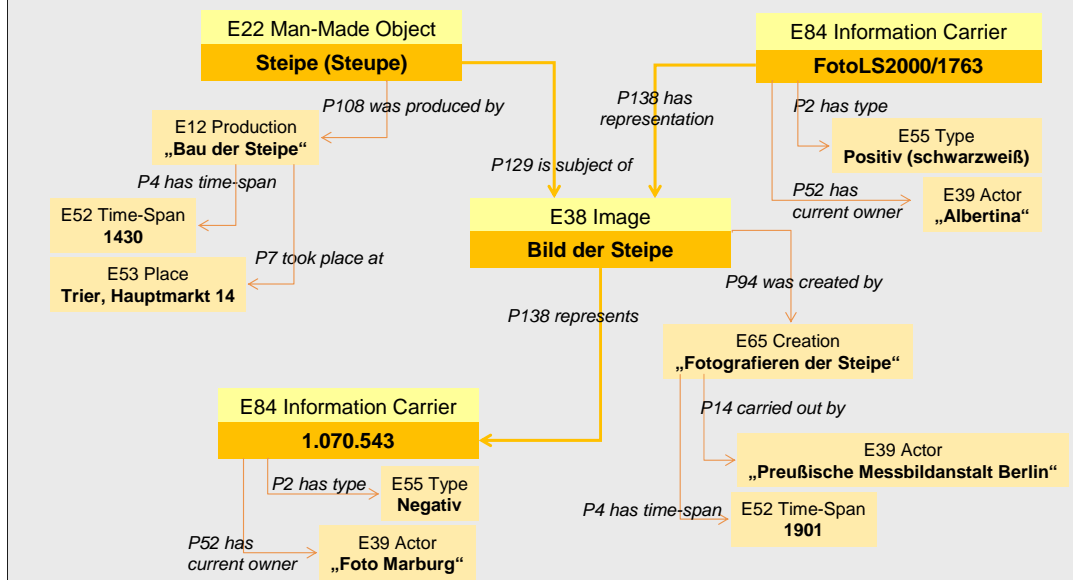 E22 Man-Made Object
Steipe (Steupe)
E84 Information Carrier
FotoLS2000/1763
P108 was produced by
P138 has
representation
P2 has type
E12 Production
„Bau der Steipe“
E55 Type
Positiv (schwarzweiß)
P4 has time-span
P129 is subject of
P52 has
current owner
E39 Actor
„Albertina“
E52 Time-Span
1430
E38 Image
Bild der Steipe
P7 took place at
E53 Place
Trier, Hauptmarkt 14
P94 was created by
P138 represents
E65 Creation
„Fotografieren der Steipe“
E84 Information Carrier
1.070.543
P14 carried out by
E39 Actor
„Preußische Messbildanstalt Berlin“
P2 has type
E55 Type
Negativ
P4 has time-span
E52 Time-Span
1901
P52 has
current owner
E39 Actor
„Foto Marburg“